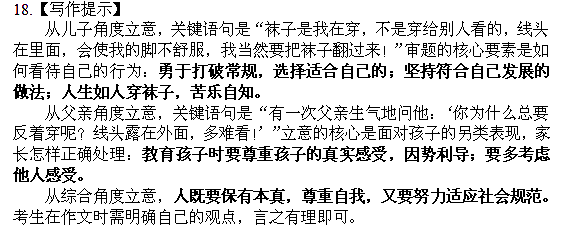 18.【写作提示】
从儿子角度立意，关键语句是“袜子是我在穿，不是穿给别人看的，线头
在里面，会使我的脚不舒服，我当然要把袜子翻过来！”审题的核心要素是如
何看待自己的行为：勇于打破常规，选择适合自己的；坚持符合自己发展的
做法；人生如人穿袜子，苦乐自知。
从父亲角度立意，关键语句是“有一次父亲生气地问他：‘你为什么总要
反着穿呢？线头露在外面，多难看！’”立意的核心是面对孩子的另类表现，家
长怎样正确处理：教育孩子时要尊重孩子的真实感受，因势利导；要多考虑
他人感受。
从综合角度立意，人既要保有本真，尊重自我，又要努力适应社会规范。
考生在作文时需明确自己的观点，言之有理即可。